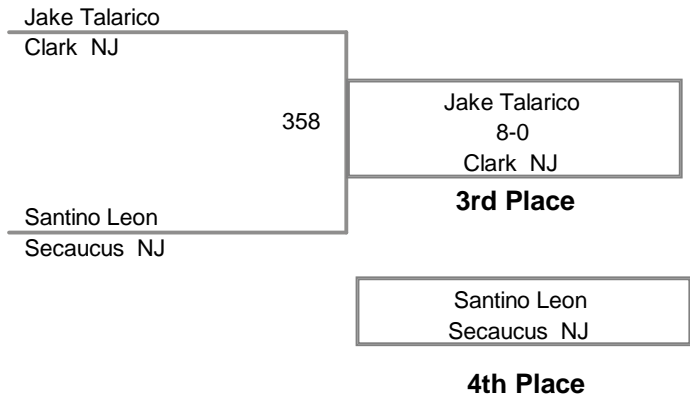 Jake Talarico
Clark NJ
358
Jake Talarico
8-0
Clark NJ
3rd Place
Santino Leon
Secaucus NJ
Santino Leon
Secaucus NJ
4th Place